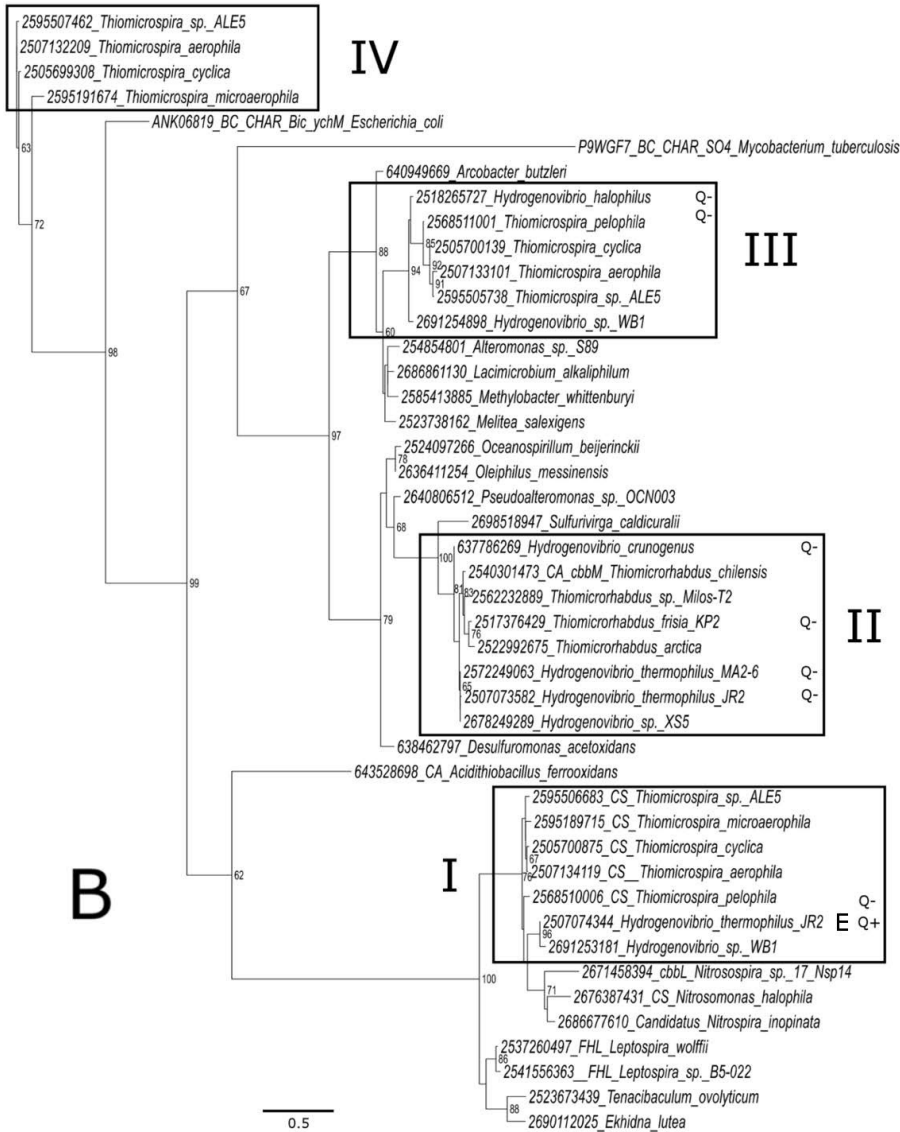 2595507462_Thiomicrospira_sp._ALE5
2507132209_Thiomicrospira_aerophila
2505699308_Thiomicrospira_cyclica
2595191674_Thiomicrospira_microaerophila
IV
63
ANK06819_BC_CHAR_Bic_ychM_Escherichia_coli
P9WGF7_BC_CHAR_SO4_Mycobacterium_tuberculosis
640949669_Arcobacter_butzleri
2518265727_Hydrogenovibrio_halophilus Q-
2568511001_Thiomicrospira_pelophila Q-
72
85 2505700139_Thiomicrospira_cyclica
III
88
94
92 2507133101_Thiomicrospira_aerophila
91
67
2595505738_Thiomicrospira_sp._ALE5
2691254898_Hydrogenovibrio_sp._WB1
60
254854801_Alteromonas_sp._S89
98
2686861130_Lacimicrobium_alkaliphilum
2585413885_Methylobacter_whittenburyi
2523738162_Melitea_salexigens
97
2524097266_Oceanospirillum_beijerinckii
78
2636411254_Oleiphilus_messinensis
2640806512_Pseudoalteromonas_sp._OCN003
68
2698518947_Sulfurivirga_caldicuralii
637786269_Hydrogenovibrio_crunogenus Q-
100
2540301473_CA_cbbM_Thiomicrorhabdus_chilensis
99
81 83 2562232889_Thiomicrorhabdus_sp._Milos-T2
79
2517376429_Thiomicrorhabdus_frisia_KP2 Q-
76
II
2522992675_Thiomicrorhabdus_arctica
2572249063_Hydrogenovibrio_thermophilus_MA2-6 Q-
65
2507073582_Hydrogenovibrio_thermophilus_JR2 Q-
2678249289_Hydrogenovibrio_sp._XS5
638462797_Desulfuromonas_acetoxidans
643528698_CA_Acidithiobacillus_ferrooxidans
2595506683_CS_Thiomicrospira_sp._ALE5
2595189715_CS_Thiomicrospira_microaerophila
2505700875_CS_Thiomicrospira_cyclica
67
B
62
I
76 2507134119_CS__Thiomicrospira_aerophila
2568510006_CS_Thiomicrospira_pelophila Q-
2507074344_Hydrogenovibrio_thermophilus_JR2 E Q+
96
2691253181_Hydrogenovibrio_sp._WB1
100
2671458394_cbbL_Nitrosospira_sp._17_Nsp14
71
2676387431_CS_Nitrosomonas_halophila
2686677610_Candidatus_Nitrospira_inopinata
2537260497_FHL_Leptospira_wolffii
86
2541556363__FHL_Leptospira_sp._B5-022
2523673439_Tenacibaculum_ovolyticum
88
2690112025_Ekhidna_lutea
0.5